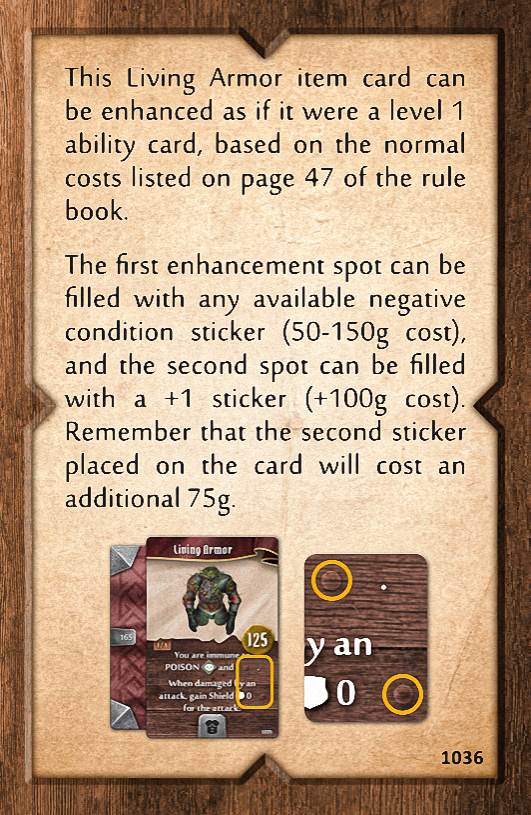 This Living Armor item card can
be enhanced as if it were a level 1
ability card, based on the normal
costs listed on page 47 of the rule
book.
The first enhancement spot can be
filled with any available negative
condition sticker (50-150g cost),
and the second spot can be filled
with a +1 sticker (+100g cost).
Remember that the second sticker
placed on the card will cost an
additional 75g.
165
Living Armor
125
You are immune to
POISON and
When damaged by an
attack, gain Shield 0
for the attack.
y an
0
1036